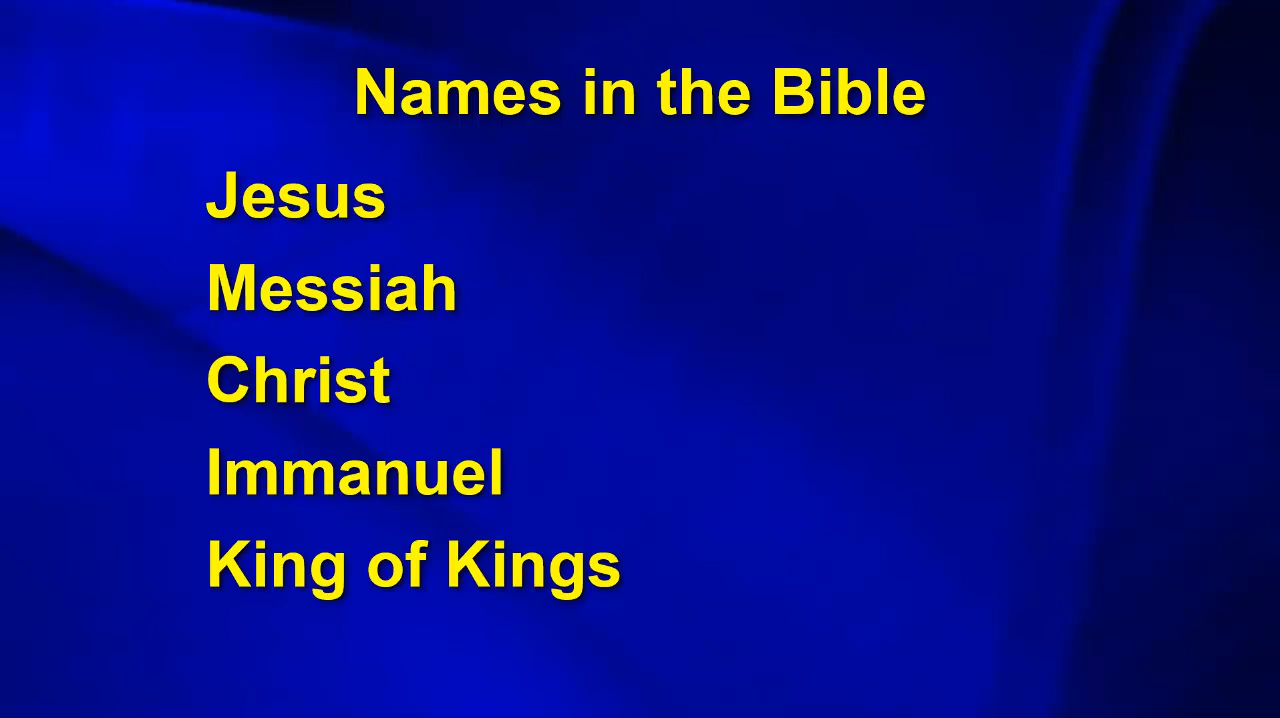 Names in the Bible
Jesus
Messiah
Christ
Immanuel
King of Kings